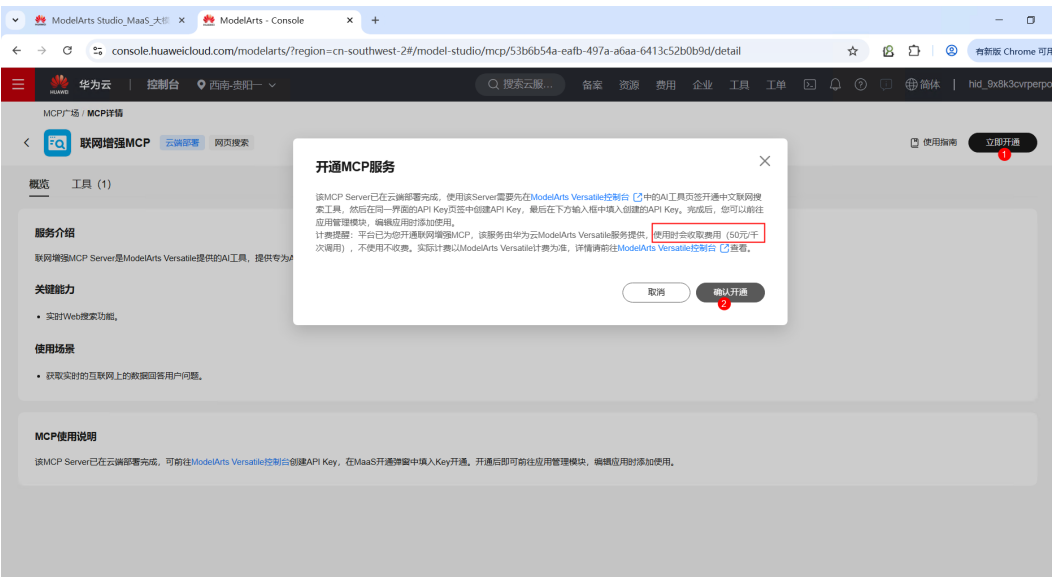 ModelArts Studio_MaaS_大模
ModelArts - Console
console.huaweicloud.com/modelarts/?region=cn-southwest-2#/model-studio/mcp/53b6b54a-eafb-497a-a6aa-6413c52b0b9d/detail
有新版 Chrome 可用
HUAWEI
华为云
控制台
西南-贵阳一
搜索云服...
备案 资源 费用 企业 工具 工单
简体
hid_9x8k3cvrperpo
MCP广场 / MCP详情
联网增强MCP 云端部署 网页搜索
使用指南
立即开通
1
概览 工具 (1)
开通MCP服务
该MCP Server已在云端部署完成，使用该Server需要先在ModelArts Versatile控制台中的AI工具页签开通中文联网搜
索工具，然后在同一界面的API Key页签中创建API Key，最后在下方输入框中填入创建的API Key。完成后，您可以前往
应用管理模块，编辑应用时添加使用。
计费提醒：平台已为您开通联网增强MCP，该服务由华为云ModelArts Versatile服务提供，使用时会收取费用（50元/千
次调用），不使用不收费。实际计费以ModelArts Versatile计费为准，详情请前往ModelArts Versatile控制台查看。
取消
确认开通
2
服务介绍
联网增强MCP Server是ModelArts Versatile提供的AI工具，提供专为A
关键能力
• 实时Web搜索功能。
使用场景
• 获取实时的互联网上的数据回答用户问题。
MCP使用说明
该MCP Server已在云端部署完成，可前往ModelArts Versatile控制台创建API Key，在MaaS开通弹窗中填入Key开通。开通后即可前往应用管理模块，编辑应用时添加使用。